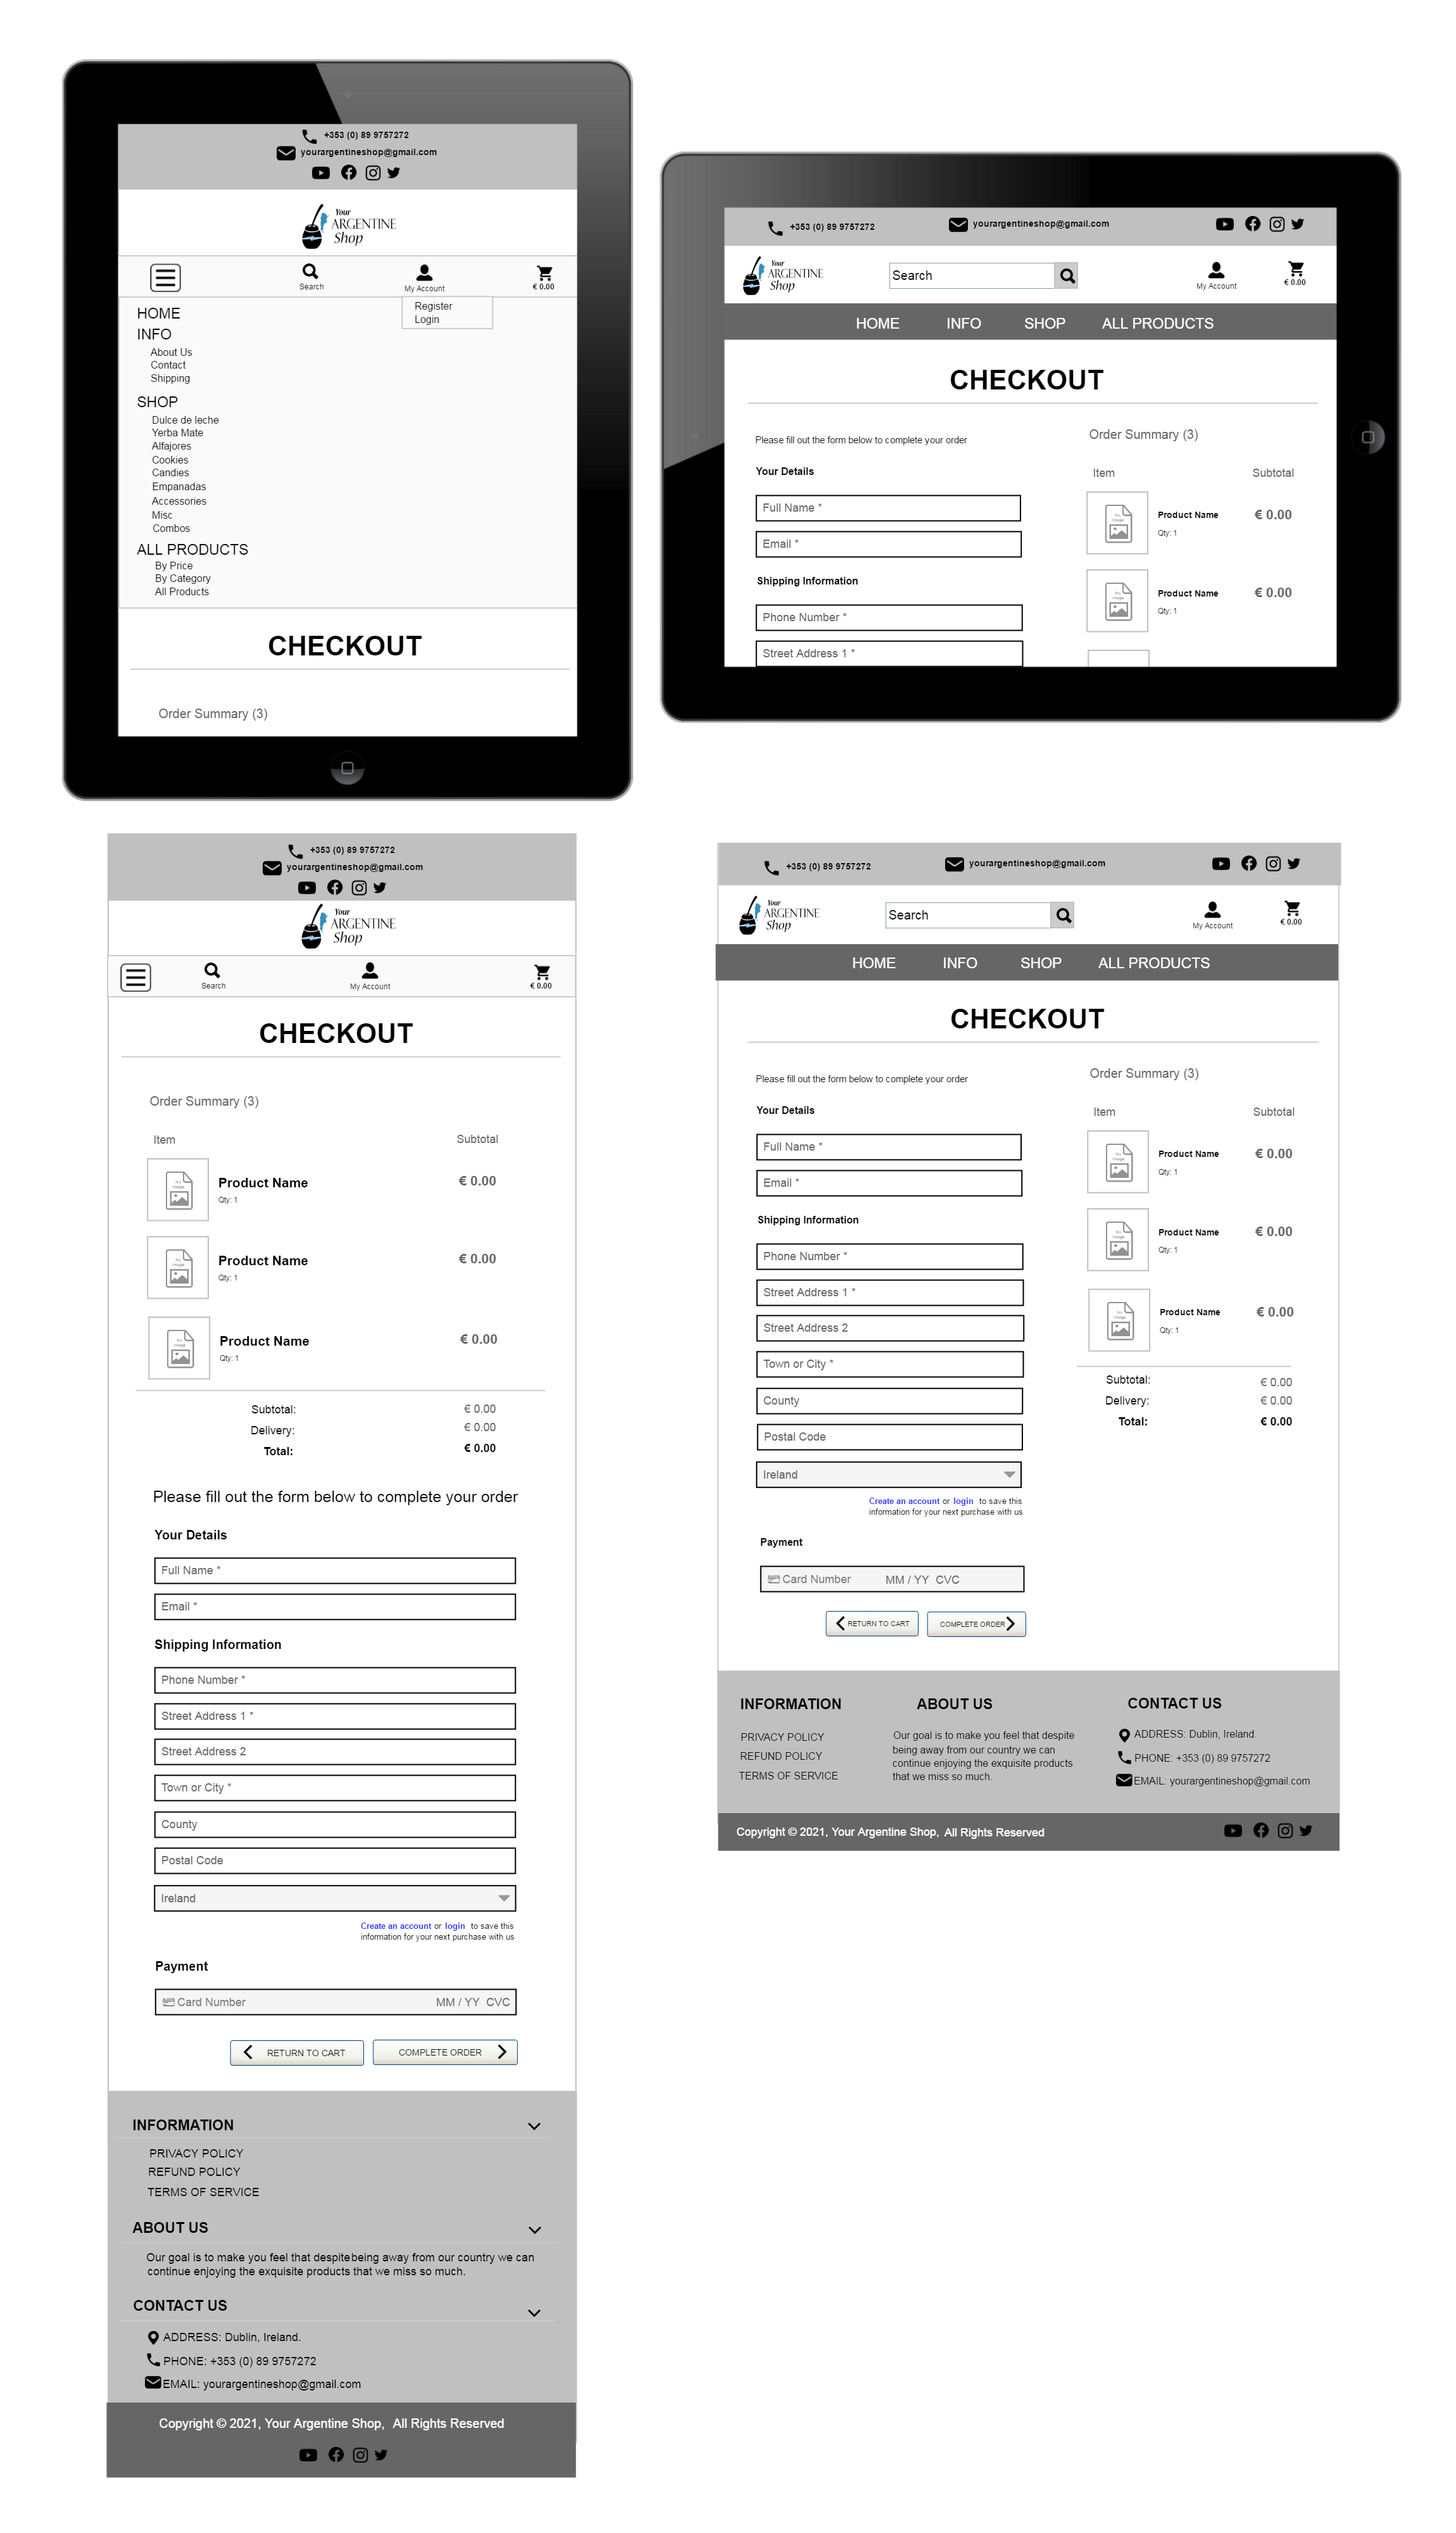 +353 (0) 89 9757272
yourargentineshop@gmail.com
Your
ARGENTINE
Shop
Search
My Account
€ 0.00
Register
Login
HOME
INFO
About Us
Contact
Shipping
SHOP
Dulce de leche
Yerba Mate
Alfajores
Cookies
Candies
Empanadas
Accessories
Misc
Combos
ALL PRODUCTS
By Price
By Category
All Products
CHECKOUT
Order Summary (3)
+353 (0) 89 9757272
yourargentineshop@gmail.com
Your
ARGENTINE
Shop
Search
My Account
€ 0.00
HOME INFO SHOP ALL PRODUCTS
CHECKOUT
Please fill out the form below to complete your order
Your Details
Full Name *
Email *
Shipping Information
Phone Number *
Street Address 1 *
Order Summary (3)
Item Subtotal
No
image
Product Name € 0.00
Qty: 1
No
image
Product Name € 0.00
Qty: 1
+353 (0) 89 9757272
yourargentineshop@gmail.com
Your
ARGENTINE
Shop
Search
My Account
€ 0.00
CHECKOUT
Order Summary (3)
Item Subtotal
No
image
Product Name € 0.00
Qty: 1
No
image
Product Name € 0.00
Qty: 1
No
image
Product Name € 0.00
Qty: 1
Subtotal: € 0.00
Delivery: € 0.00
Total: € 0.00
Please fill out the form below to complete your order
Your Details
Full Name *
Email *
Shipping Information
Phone Number *
Street Address 1 *
Street Address 2
Town or City *
County
Postal Code
Ireland
Create an account or login to save this
information for your next purchase with us
Payment
Card Number MM / YY CVC
RETURN TO CART COMPLETE ORDER
INFORMATION
PRIVACY POLICY
REFUND POLICY
TERMS OF SERVICE
ABOUT US
Our goal is to make you feel that despitebeing away from our country we can
continue enjoying the exquisite products that we miss so much.
CONTACT US
ADDRESS: Dublin, Ireland.
PHONE: +353 (0) 89 9757272
EMAIL: yourargentineshop@gmail.com
Copyright © 2021, Your Argentine Shop, All Rights Reserved
+353 (0) 89 9757272
yourargentineshop@gmail.com
Your
ARGENTINE
Shop
Search
My Account
€ 0.00
HOME INFO SHOP ALL PRODUCTS
CHECKOUT
Please fill out the form below to complete your order
Your Details
Full Name *
Email *
Shipping Information
Phone Number *
Street Address 1 *
Street Address 2
Town or City *
County
Postal Code
Ireland
Create an account or login to save this
information for your next purchase with us
Payment
Card Number MM / YY CVC
RETURN TO CART COMPLETE ORDER
Order Summary (3)
Item Subtotal
No
image
Product Name € 0.00
Qty: 1
No
image
Product Name € 0.00
Qty: 1
No
image
Product Name € 0.00
Qty: 1
Subtotal: € 0.00
Delivery: € 0.00
Total: € 0.00
INFORMATION
PRIVACY POLICY
REFUND POLICY
TERMS OF SERVICE
ABOUT US
Our goal is to make you feel that despite
being away from our country we can
continue enjoying the exquisite products
that we miss so much.
CONTACT US
ADDRESS: Dublin, Ireland.
PHONE: +353 (0) 89 9757272
EMAIL: yourargentineshop@gmail.com
Copyright © 2021, Your Argentine Shop, All Rights Reserved